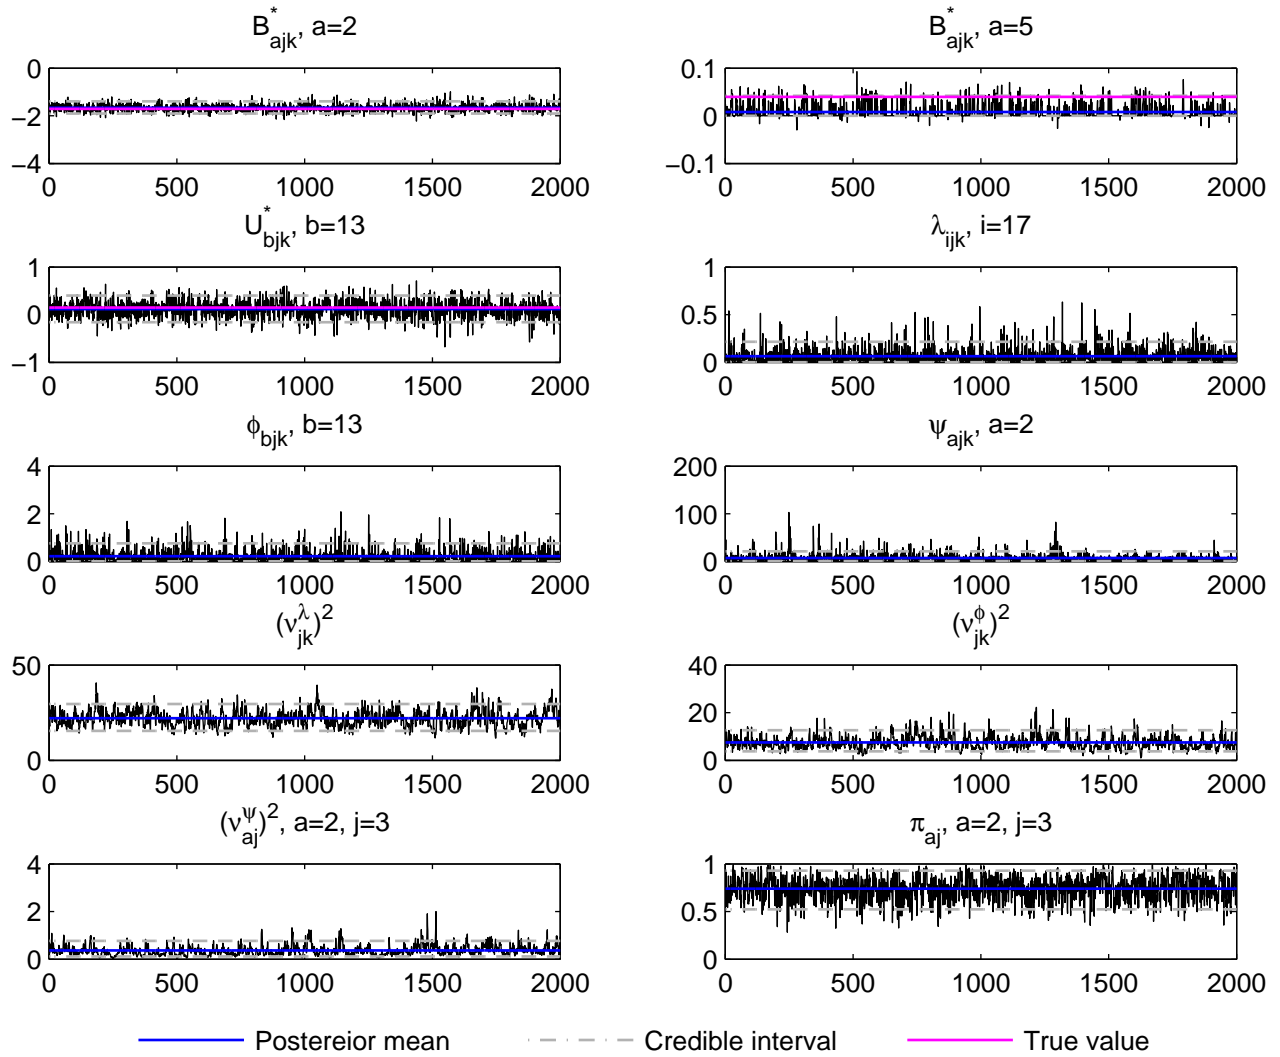 B*ajk, a=2
0
−2
−4
0 500 1000 1500 2000
B*ajk, a=5
0.1
0
−0.1
0 500 1000 1500 2000
U*bjk, b=13
1
0
−1
0 500 1000 1500 2000
λijk, i=17
1
0.5
0
0 500 1000 1500 2000
ϕbjk, b=13
4
2
0
0 500 1000 1500 2000
ψajk, a=2
200
100
0
0 500 1000 1500 2000
(νλjk)2
50
0
0 500 1000 1500 2000
(νϕjk)2
40
20
0
0 500 1000 1500 2000
(νψaj)2, a=2, j=3
4
2
0
0 500 1000 1500 2000
πaj, a=2, j=3
1
0.5
0
0 500 1000 1500 2000
Postereior mean Credible interval True value